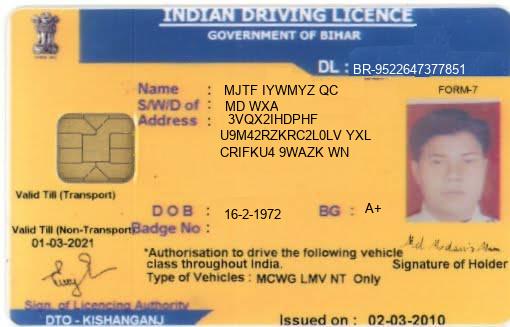 INDIAN DRIVING LICENCE
GOVERNMENT OF BIHAR
DL : BR-9522647377851
Name : MJTF IYWMYZ QC
FORM-7
S/W/D of : MD WXA
Address : 3VQX2IHDPHF
U9M42RZKRC2L0LV YXL
CRIFKU4 9WAZK WN
Valid Till (Transport)
D O B : 16-2-1972 BG : A+
Valid Till (Non-Transport)
Badge No :
01-03-2021
*Authorisation to drive the following vehicle
class throughout India.
Signature of Holder
Type of Vehicles : MCWG LMV NT Only
Sign. of Licencing Authority
DTO - KISHANGANJ
Issued on : 02-03-2010